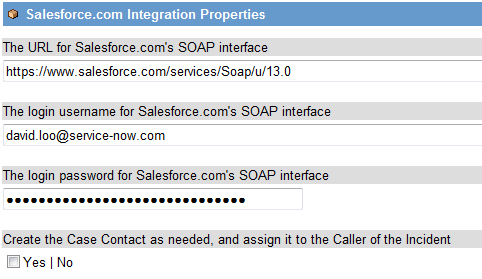 Salesforce.com Integration Properties
The URL for Salesforce.com's SOAP interface
https://www.salesforce.com/services/Soap/u/13.0
The login username for Salesforce.com's SOAP interface
david.loo@service-now.com
The login password for Salesforce.com's SOAP interface
••••••••••••••••••••••••••••••
Create the Case Contact as needed, and assign it to the Caller of the Incident
Yes | No